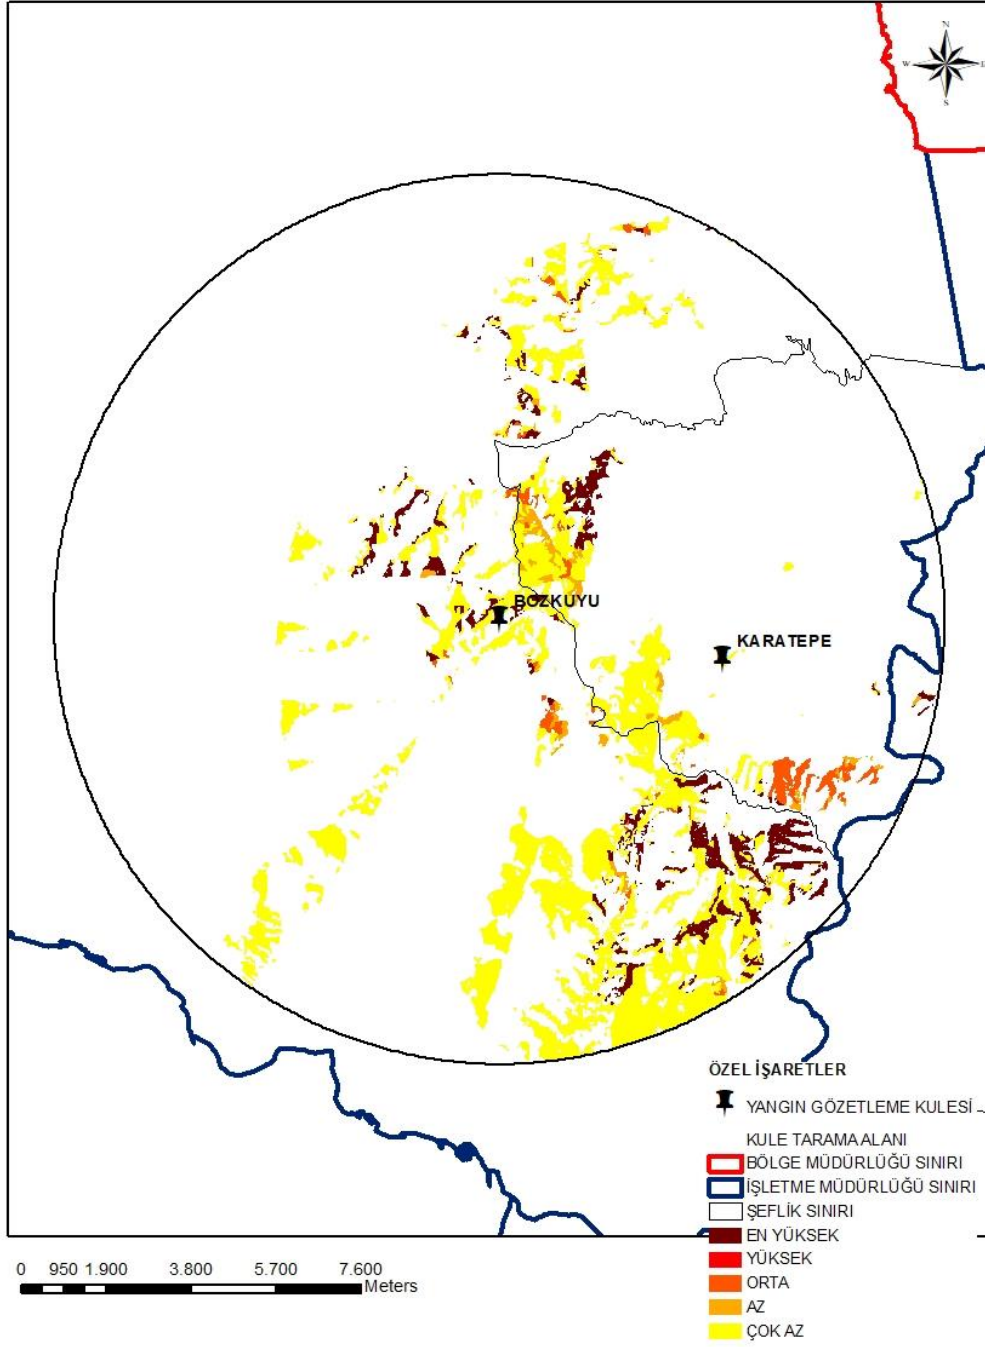 N
W E
S
BOZKUYU
KARATEPE
ÖZEL İŞARETLER
YANGIN GÖZETLEME KULESİ
KULE TARAMA ALANI
BÖLGE MÜDÜRLÜĞÜ SINIRI
İŞLETME MÜDÜRLÜĞÜ SINIRI
ŞEFLİK SINIRI
EN YÜKSEK
YÜKSEK
ORTA
AZ
ÇOK AZ
0 950 1.900 3.800 5.700 7.600
Meters